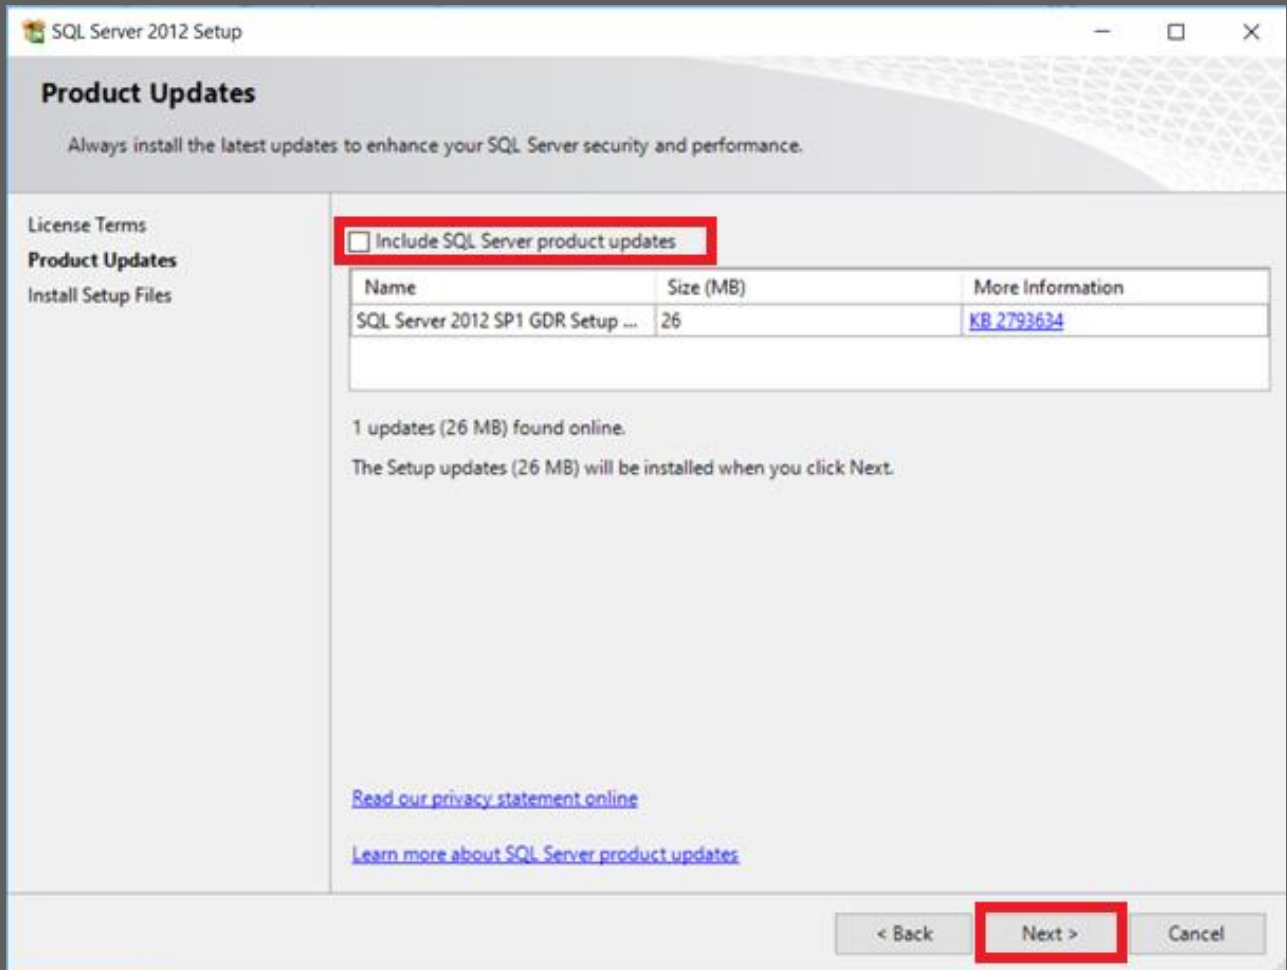 SQL Server 2012 Setup
Product Updates
Always install the latest updates to enhance your SQL Server security and performance.
License Terms
Product Updates
Install Setup Files
Include SQL Server product updates
Name Size (MB) More Information
SQL Server 2012 SP1 GDR Setup ... 26 KB 2793634
1 updates (26 MB) found online.
The Setup updates (26 MB) will be installed when you click Next.
Read our privacy statement online
Learn more about SQL Server product updates
< Back Next > Cancel